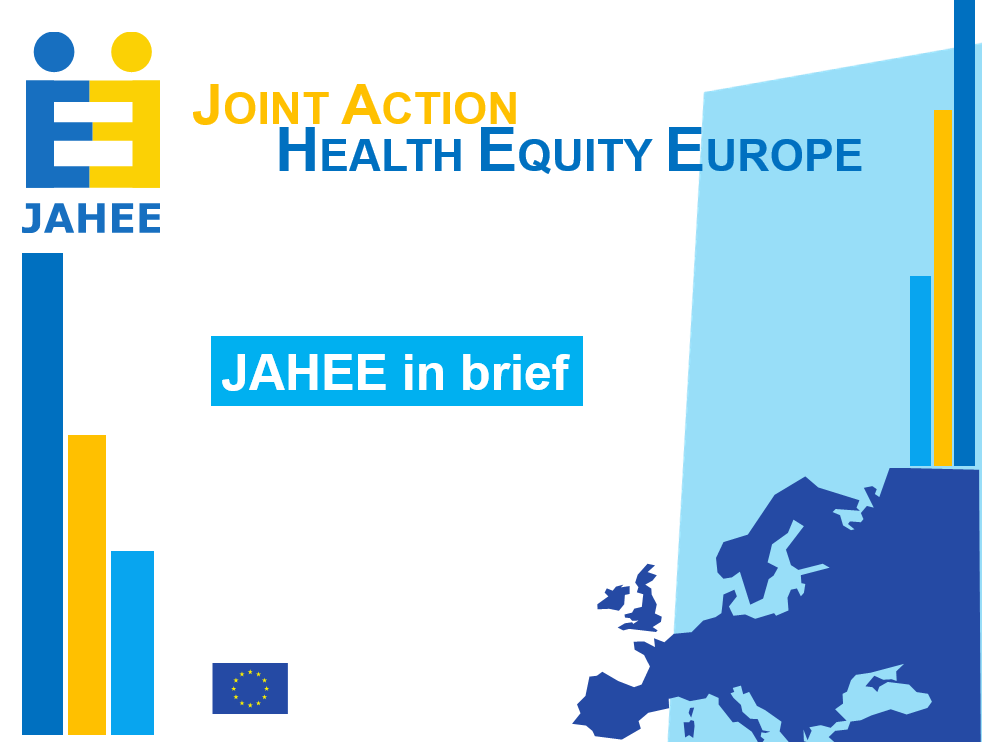 JOINT ACTION
HEALTH EQUITY EUROPE
JAHEE
JAHEE in brief